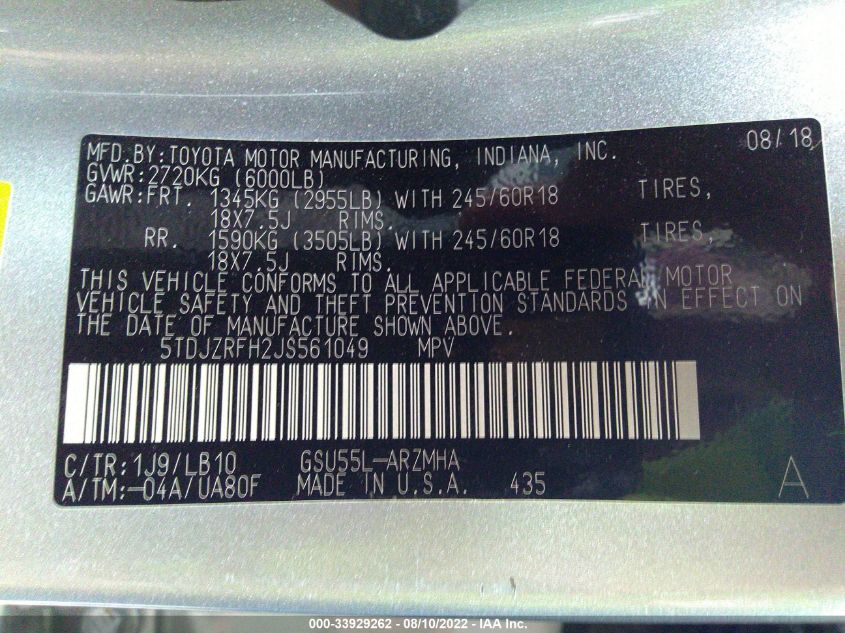 MFD.BY:TOYOTA MOTOR MANUFACTURING, INDIANA, INC. 08/18
GVWR:2720KG (6000LB)
GAWR:FRT. 1345KG (2955LB) WITH 245/60R18 TIRES,
18X7.5J RIMS.
RR. 1590KG (3505LB) WITH 245/60R18 TIRES,
18X7.5J RIMS.
THIS VEHICLE CONFORMS TO ALL APPLICABLE FEDERAL MOTOR
VEHICLE SAFETY AND THEFT PREVENTION STANDARDS IN EFFECT ON
THE DATE OF MANUFACTURE SHOWN ABOVE.
5TDJZRFH2JS561049 MPV
C/TR:1J9/LB10 GSU55L-ARZMHA
A/TM:-04A/UA80F MADE IN U.S.A. 435 A
000-33929262 - 08/10/2022 - IAA Inc.